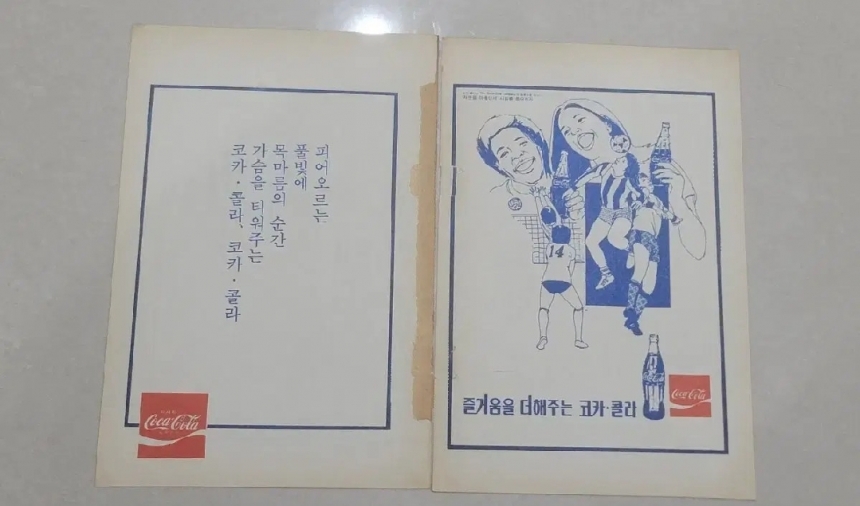 피어오르는
풀빛에
목마름의 순간
가슴을 틔워주는
코카·콜라, 코카·콜라
Coca-Cola
14
즐거움을 더해주는 코카·콜라
Coca-Cola